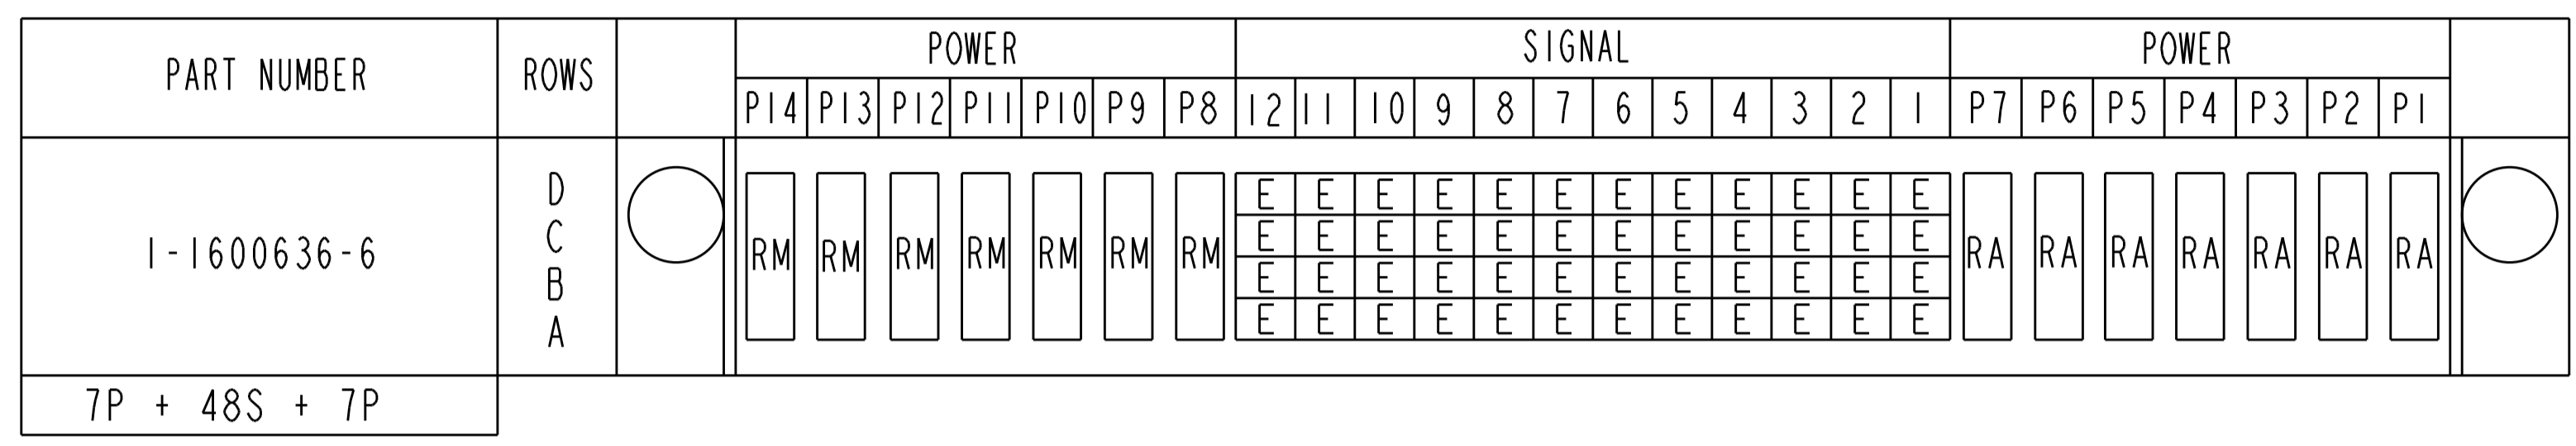 PART NUMBER ROWS POWER SIGNAL POWER
P14 P13 P12 P11 P10 P9 P8 12 11 10 9 8 7 6 5 4 3 2 1 P7 P6 P5 P4 P3 P2 P1
D E E E E E E E E E E E E
C E E E E E E E E E E E E
1-1600636-6 RM RM RM RM RM RM RM RA RA RA RA RA RA RA
B E E E E E E E E E E E E
A E E E E E E E E E E E E
7P + 48S + 7P